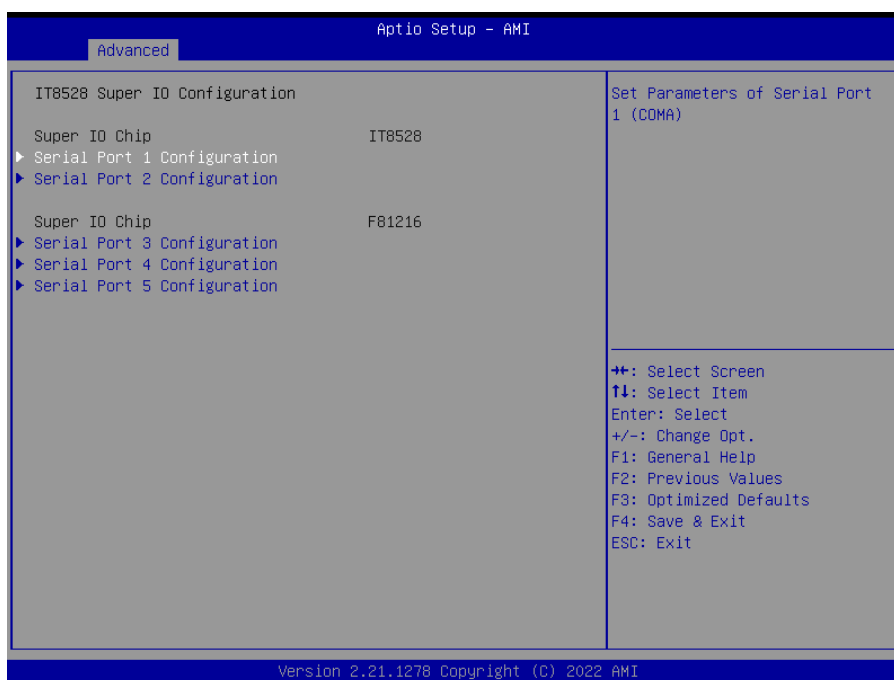 Aptio Setup – AMI
Advanced
IT8528 Super IO Configuration
Super IO Chip IT8528
Serial Port 1 Configuration
Serial Port 2 Configuration
Super IO Chip F81216
Serial Port 3 Configuration
Serial Port 4 Configuration
Serial Port 5 Configuration
Set Parameters of Serial Port
1 (COMA)
→←: Select Screen
↑↓: Select Item
Enter: Select
+/-: Change Opt.
F1: General Help
F2: Previous Values
F3: Optimized Defaults
F4: Save & Exit
ESC: Exit
Version 2.21.1278 Copyright (C) 2022 AMI